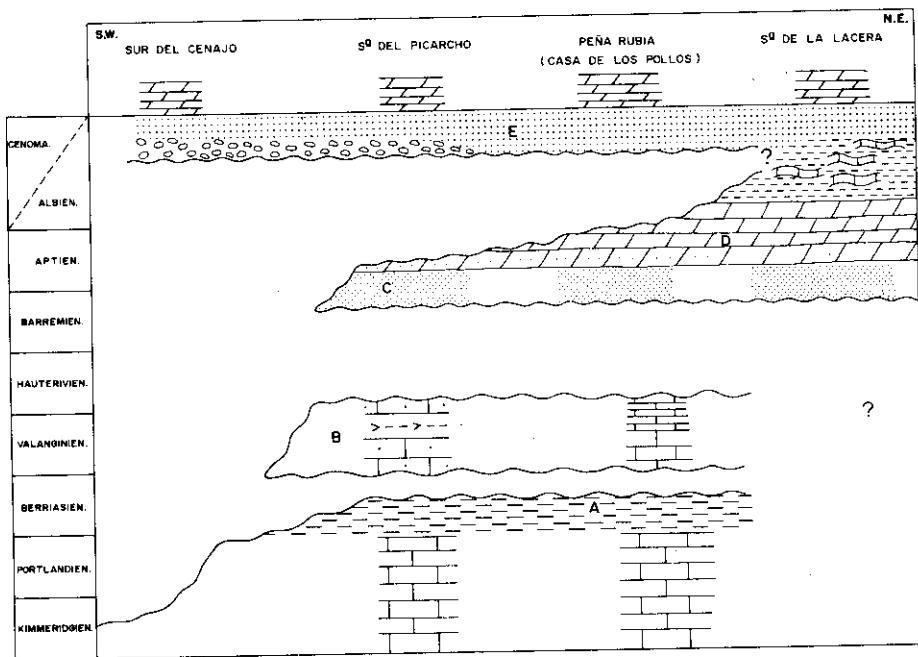 S.W.
N.E.
SUR DEL CENAJO
Sª DEL PICARCHO
PEÑA RUBIA
(CASA DE LOS POLLOS)
Sª DE LA LACERA
CENOMA.
ALBIEN.
APTIEN.
BARREMIEN.
HAUTERIVIEN.
VALANGINIEN.
BERRIASIEN.
PORTLANDIEN.
KIMMERIDGIEN.
E
?
D
C
B
?
A